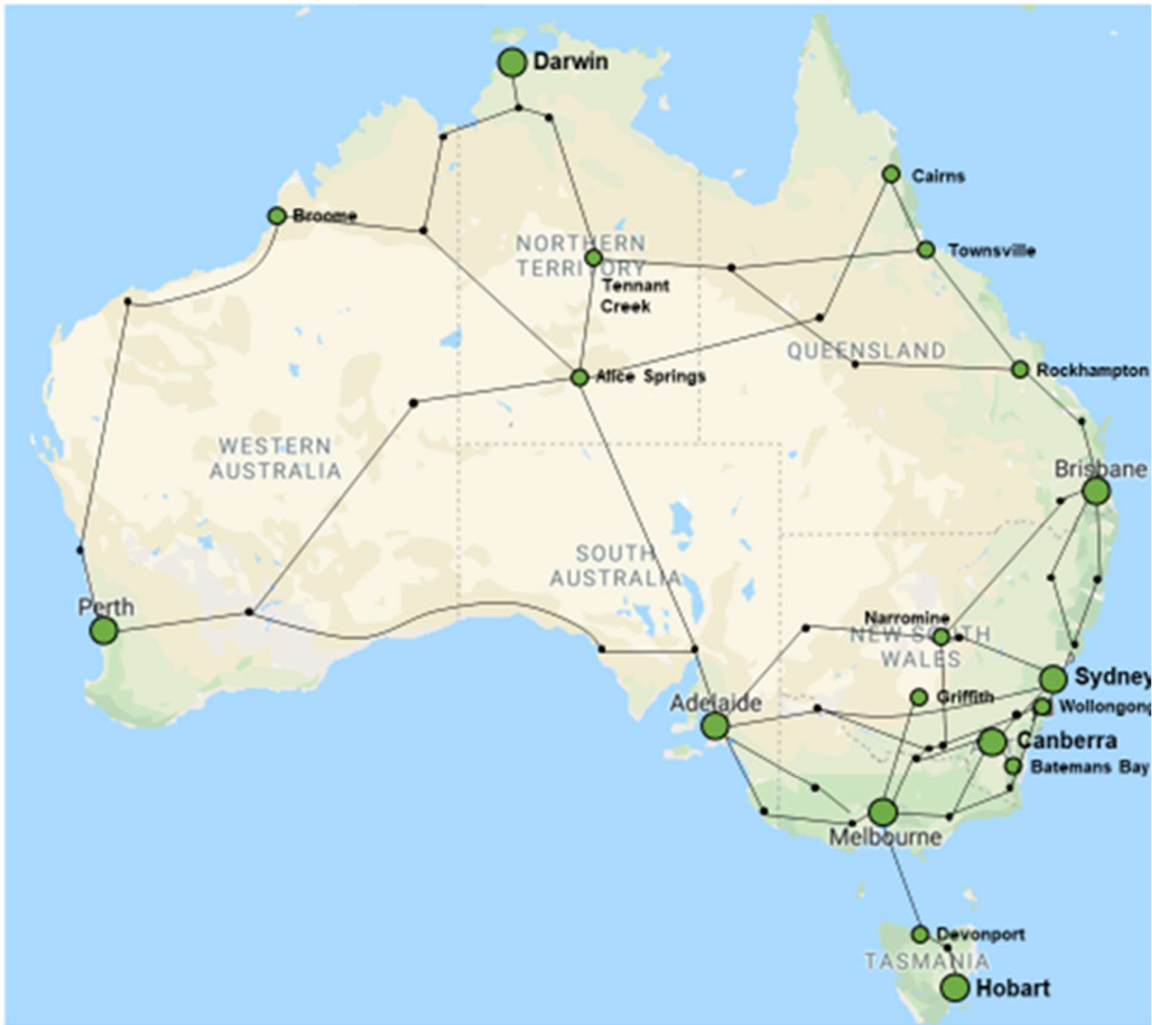 Darwin
Cairns
Broome
NORTHERN
TERRITORY
Townsville
Tennant
Creek
QUEENSLAND
Rockhampton
Alice Springs
WESTERN
AUSTRALIA
Brisbane
SOUTH
AUSTRALIA
Perth
Narromine
NEW SOUTH
WALES
Sydney
Adelaide
Griffith
Wollongong
Canberra
Batemans Bay
Melbourne
Devonport
TASMANIA
Hobart